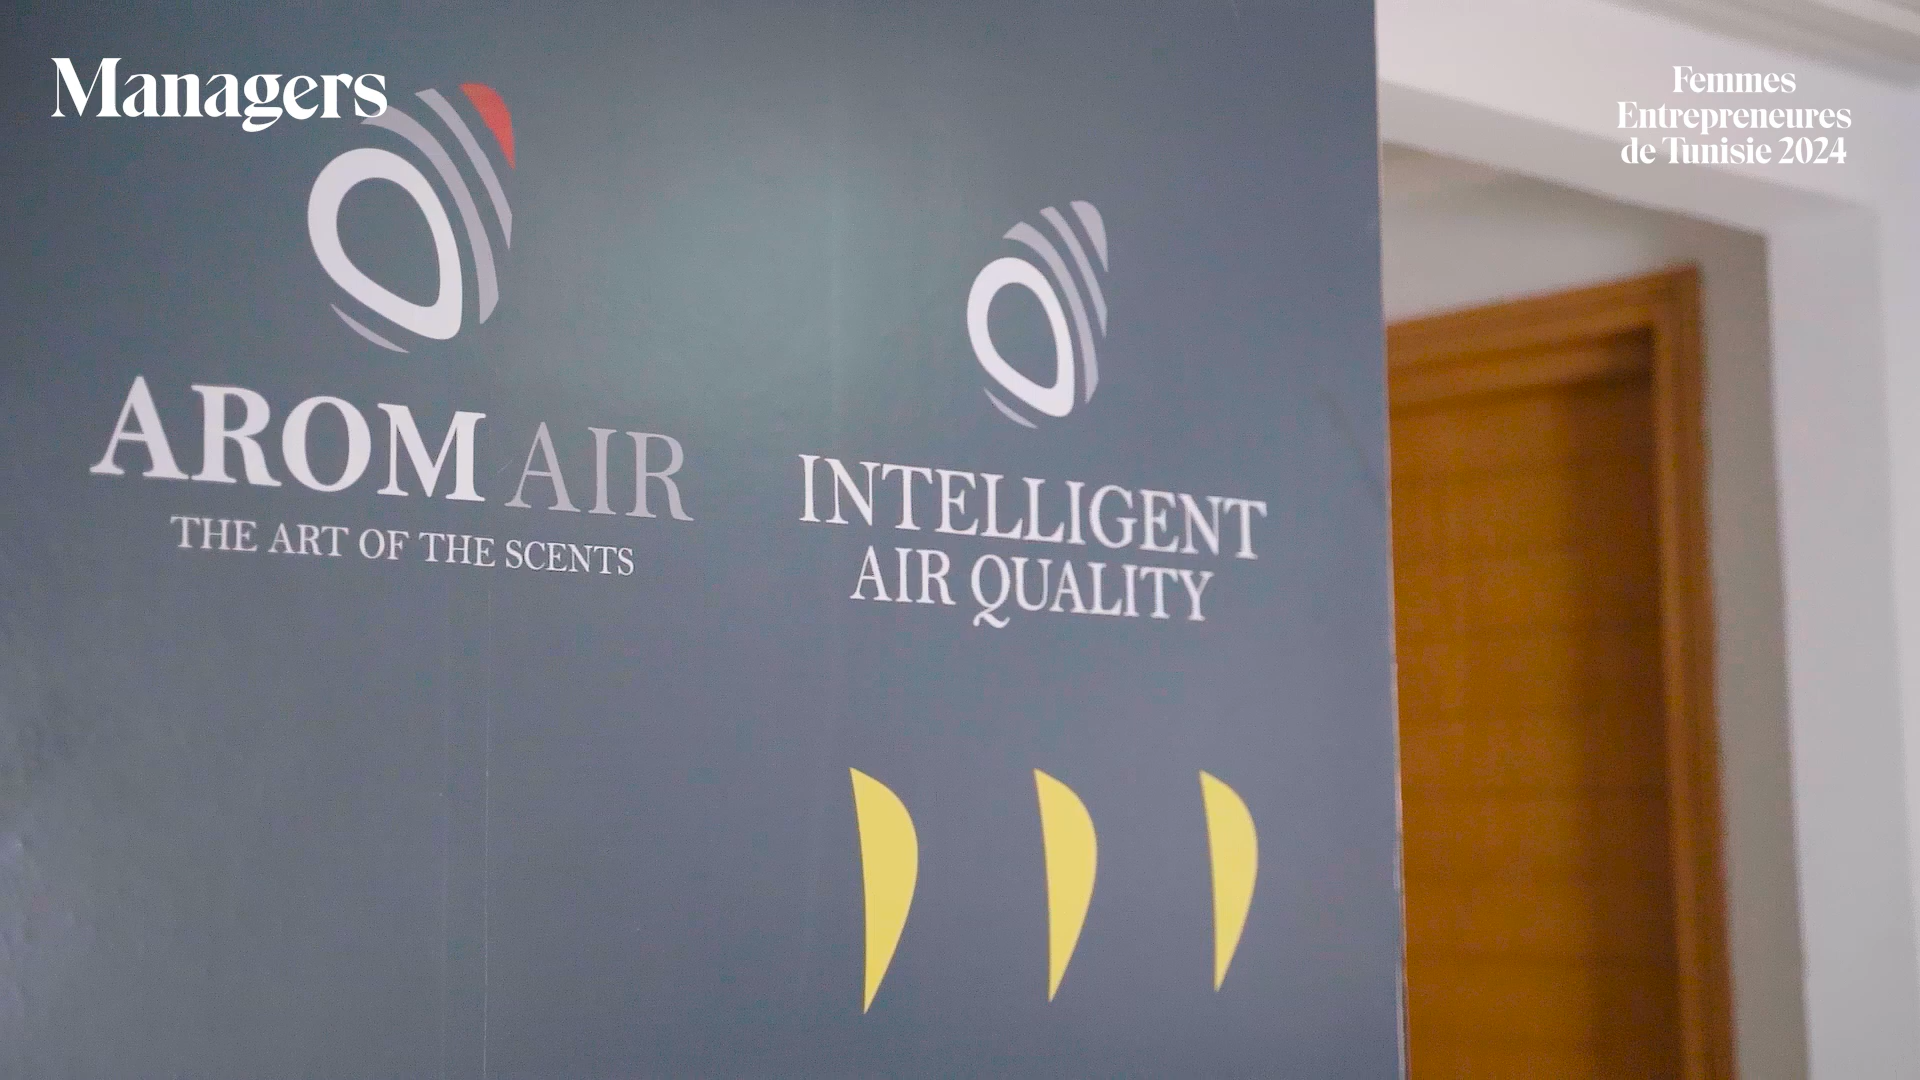 Managers
Femmes
Entrepreneures
de Tunisie 2024
AROM AIR
THE ART OF THE SCENTS
INTELLIGENT
AIR QUALITY